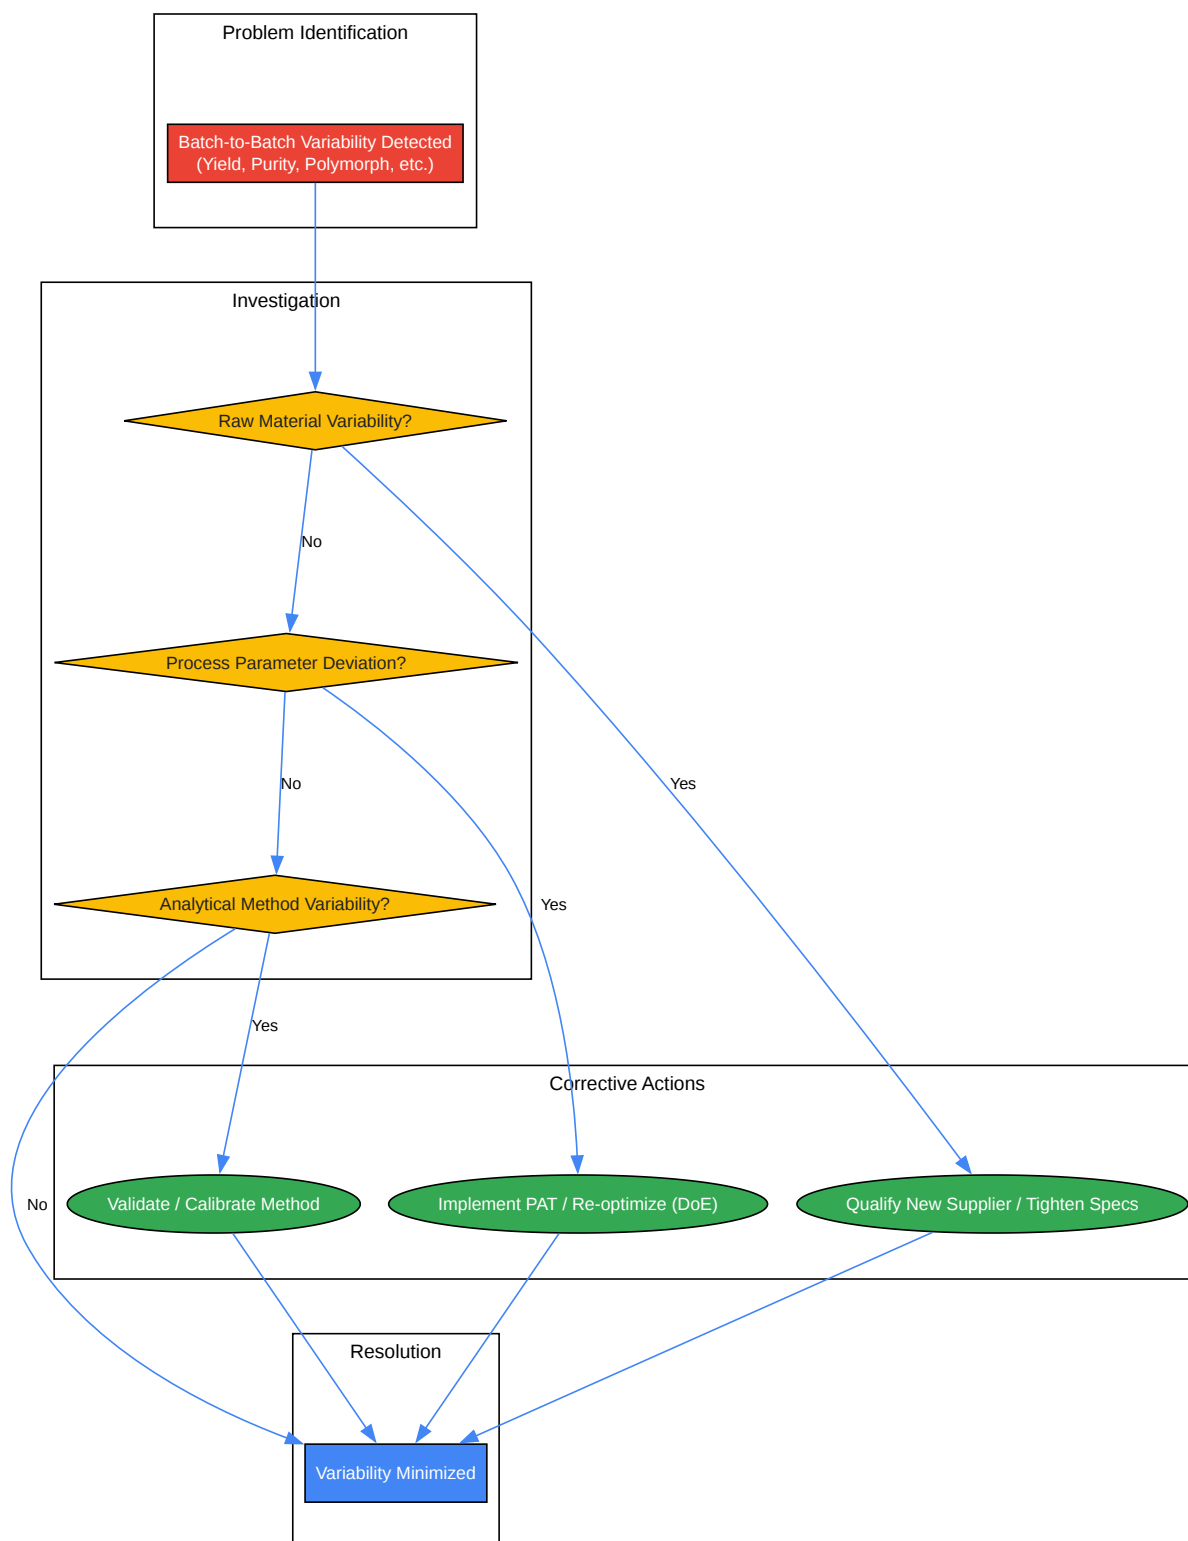 Problem Identification
Batch-to-Batch Variability Detected
(Yield, Purity, Polymorph, etc.)
Investigation
Raw Material Variability?
No
Process Parameter Deviation?
No
Yes
Analytical Method Variability?
Yes
Yes
Corrective Actions
No
Validate / Calibrate Method
Implement PAT / Re-optimize (DoE)
Qualify New Supplier / Tighten Specs
Resolution
Variability Minimized